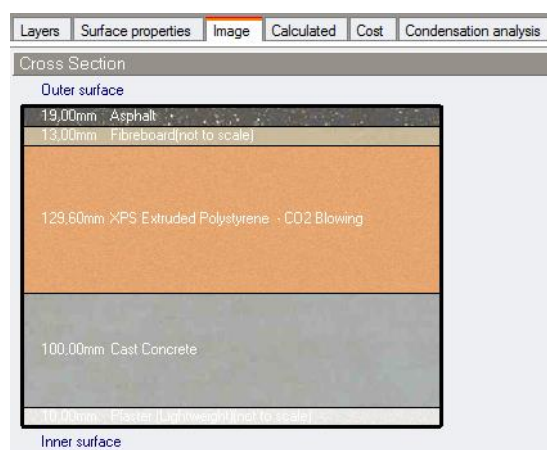 Layers Surface properties Image Calculated Cost Condensation analysis
Cross Section
Outer surface
19,00mm Asphalt
13,00mm Fibreboard(not to scale)
129,60mm XPS Extruded Polystyrene - CO2 Blowing
100,00mm Cast Concrete
10,00mm Plaster (Lightweight)(not to scale)
Inner surface